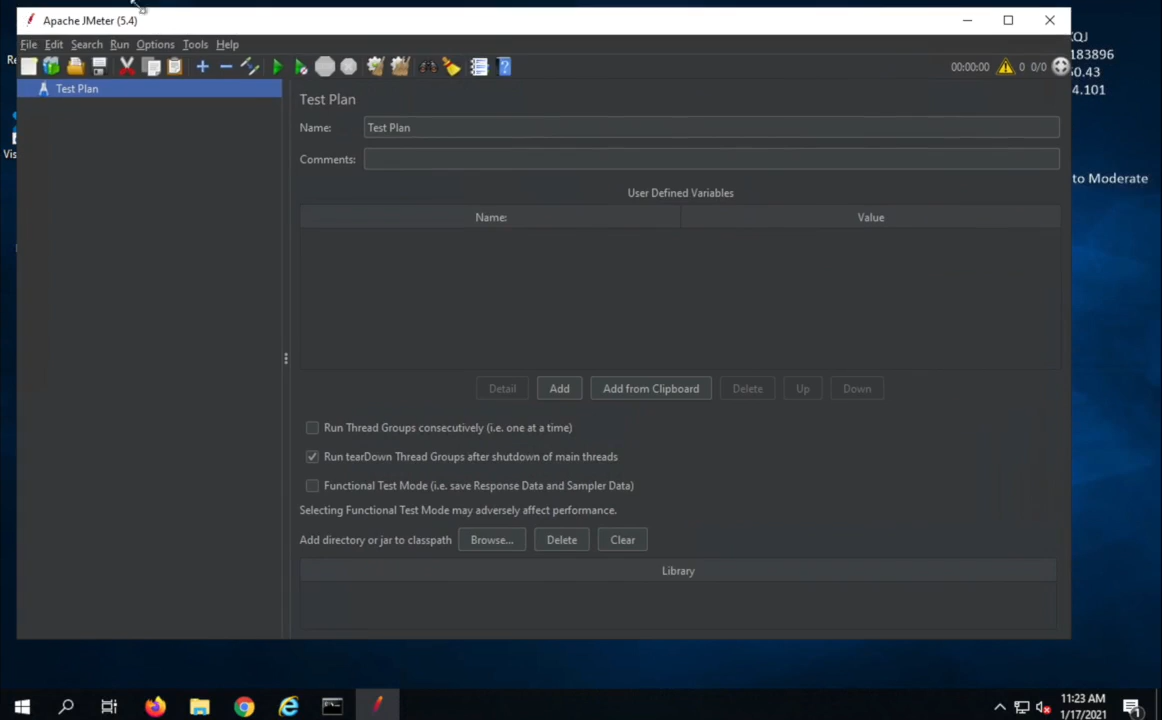 Apache JMeter (5.4)
File Edit Search Run Options Tools Help
00:00:00 0 0/0
Test Plan
Test Plan
Name: Test Plan
Comments:
User Defined Variables
Name: Value
Detail Add Add from Clipboard Delete Up Down
Run Thread Groups consecutively (i.e. one at a time)
Run tearDown Thread Groups after shutdown of main threads
Functional Test Mode (i.e. save Response Data and Sampler Data)
Selecting Functional Test Mode may adversely affect performance.
Add directory or jar to classpath Browse... Delete Clear
Library
183896
4.101
to Moderate
Vis
11:23 AM
1/17/2021
1